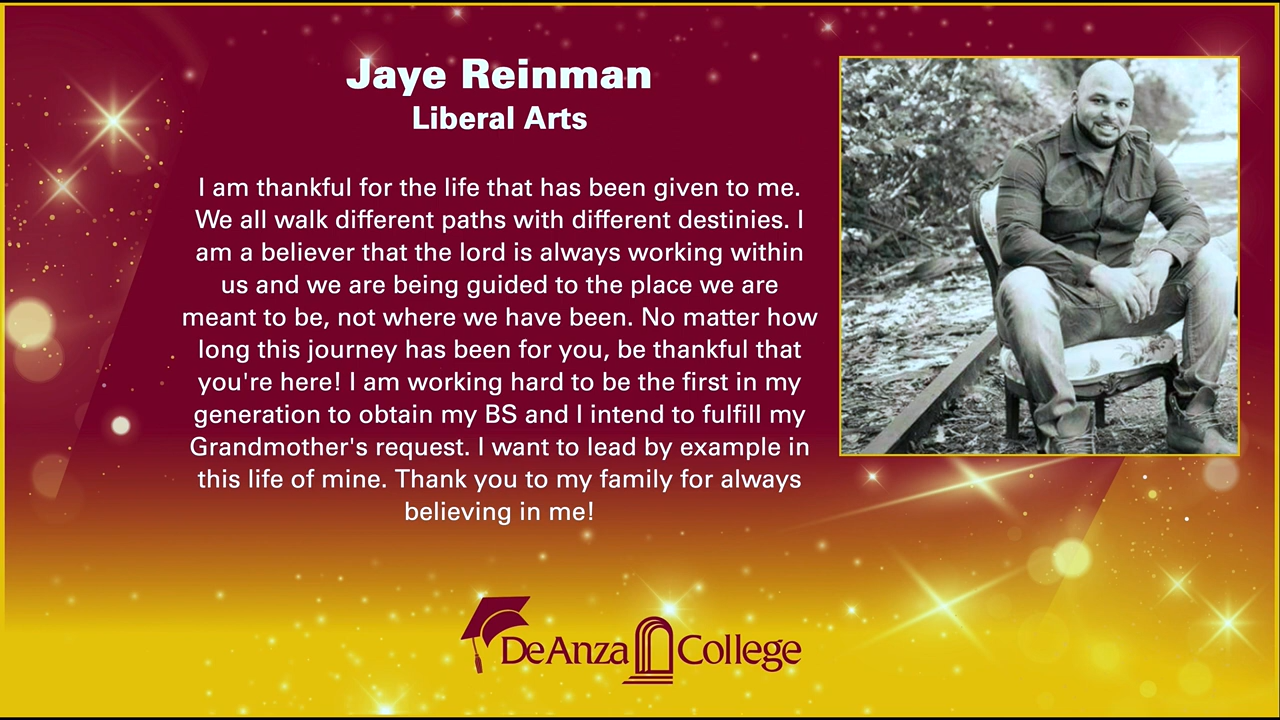 Jaye Reinman
Liberal Arts
I am thankful for the life that has been given to me.
We all walk different paths with different destinies. I
am a believer that the lord is always working within
us and we are being guided to the place we are
meant to be, not where we have been. No matter how
long this journey has been for you, be thankful that
you're here! I am working hard to be the first in my
generation to obtain my BS and I intend to fulfill my
Grandmother's request. I want to lead by example in
this life of mine. Thank you to my family for always
believing in me!
DeAnza College